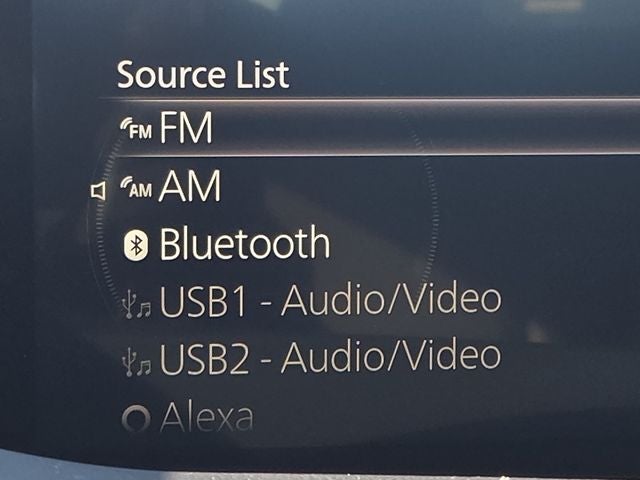 Source List
FM FM
AM AM
Bluetooth
USB1 - Audio/Video
USB2 - Audio/Video
Alexa